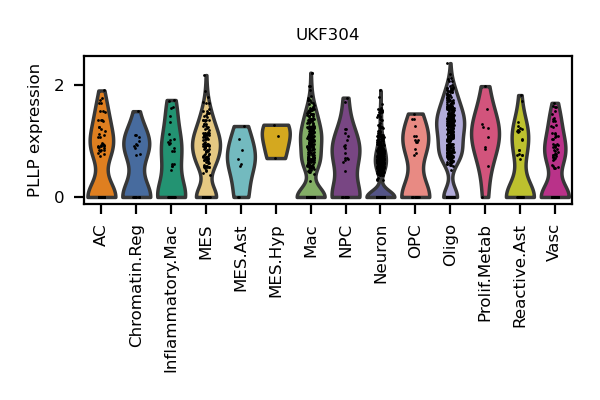 UKF304
PLLP expression
2
0
AC
Chromatin.Reg
Inflammatory.Mac
MES
MES.Ast
MES.Hyp
Mac
NPC
Neuron
OPC
Oligo
Prolif.Metab
Reactive.Ast
Vasc